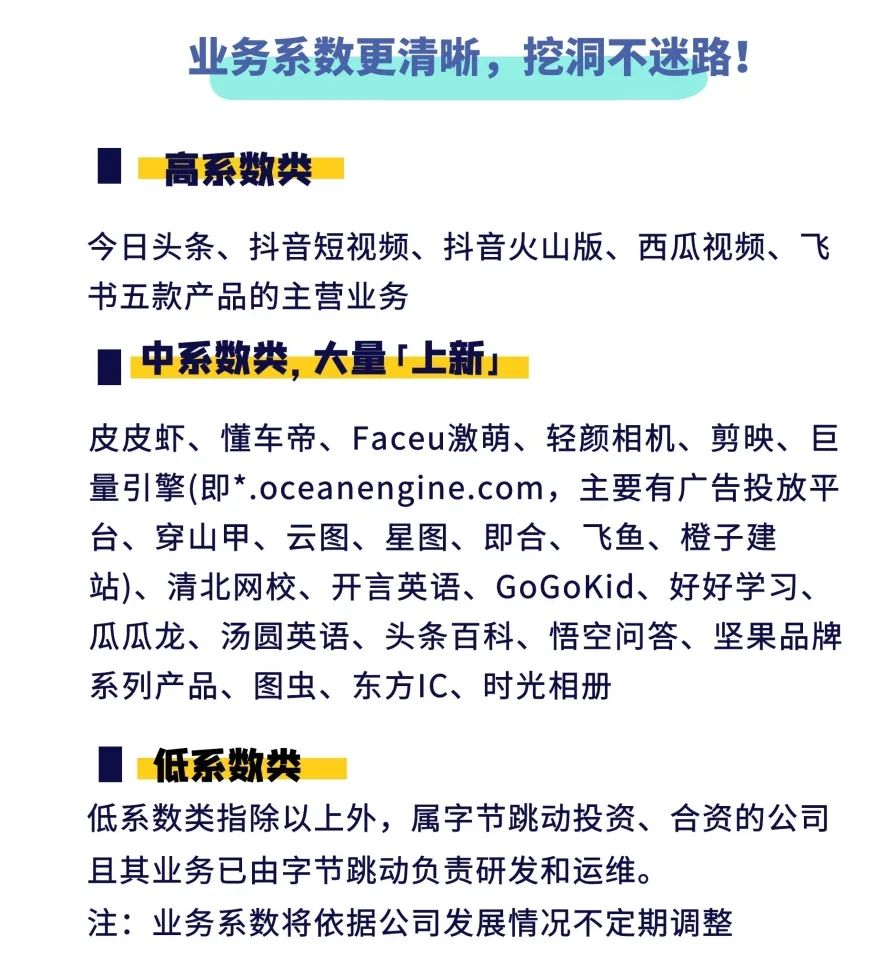 业务系数更清晰，挖洞不迷路！
高系数类
今日头条、抖音短视频、抖音火山版、西瓜视频、飞
书五款产品的主营业务
中系数类，大量「上新」
皮皮虾、懂车帝、Faceu激萌、轻颜相机、剪映、巨
量引擎(即*.oceanengine.com，主要有广告投放平
台、穿山甲、云图、星图、即合、飞鱼、橙子建
站)、清北网校、开言英语、GoGoKid、好好学习、
瓜瓜龙、汤圆英语、头条百科、悟空问答、坚果品牌
系列产品、图虫、东方IC、时光相册
低系数类
低系数类指除以上外，属字节跳动投资、合资的公司
且其业务已由字节跳动负责研发和运维。
注：业务系数将依据公司发展情况不定期调整